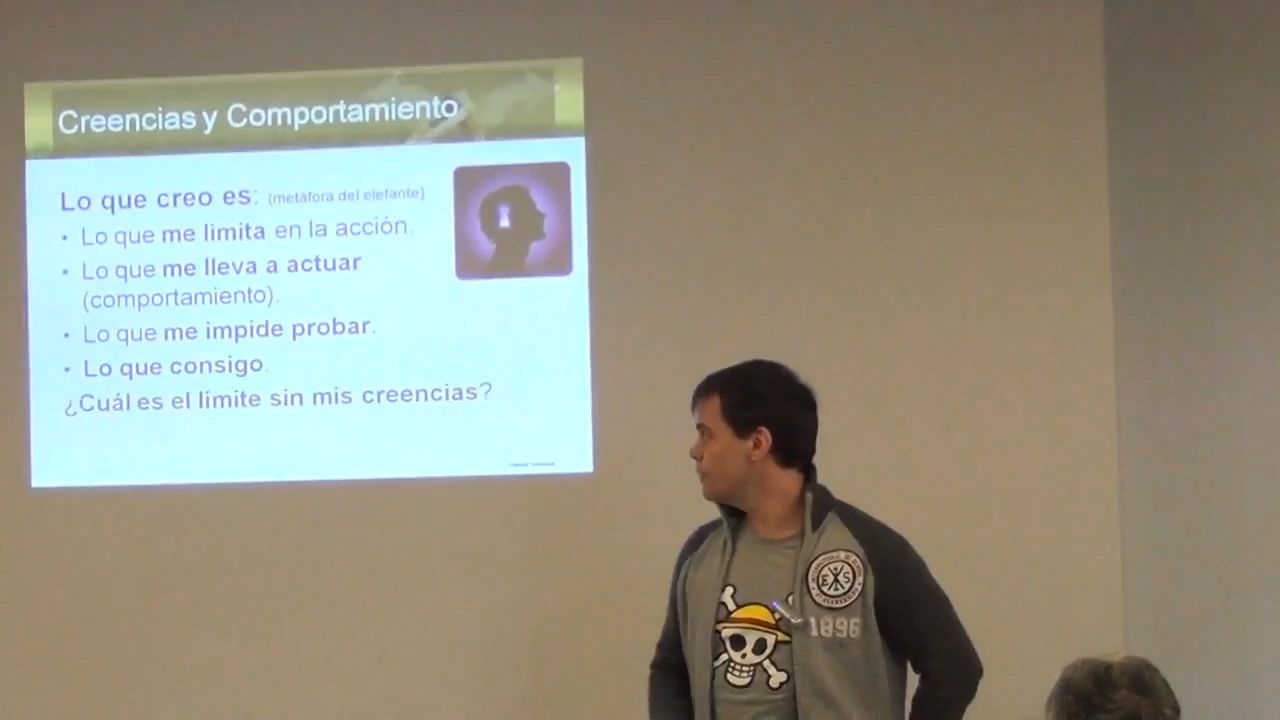 Creencias y Comportamiento
Lo que creo es: (metáfora del elefante)
• Lo que me limita en la acción.
• Lo que me lleva a actuar
(comportamiento).
• Lo que me impide probar.
• Lo que consigo.
¿Cuál es el límite sin mis creencias?
E S
1896